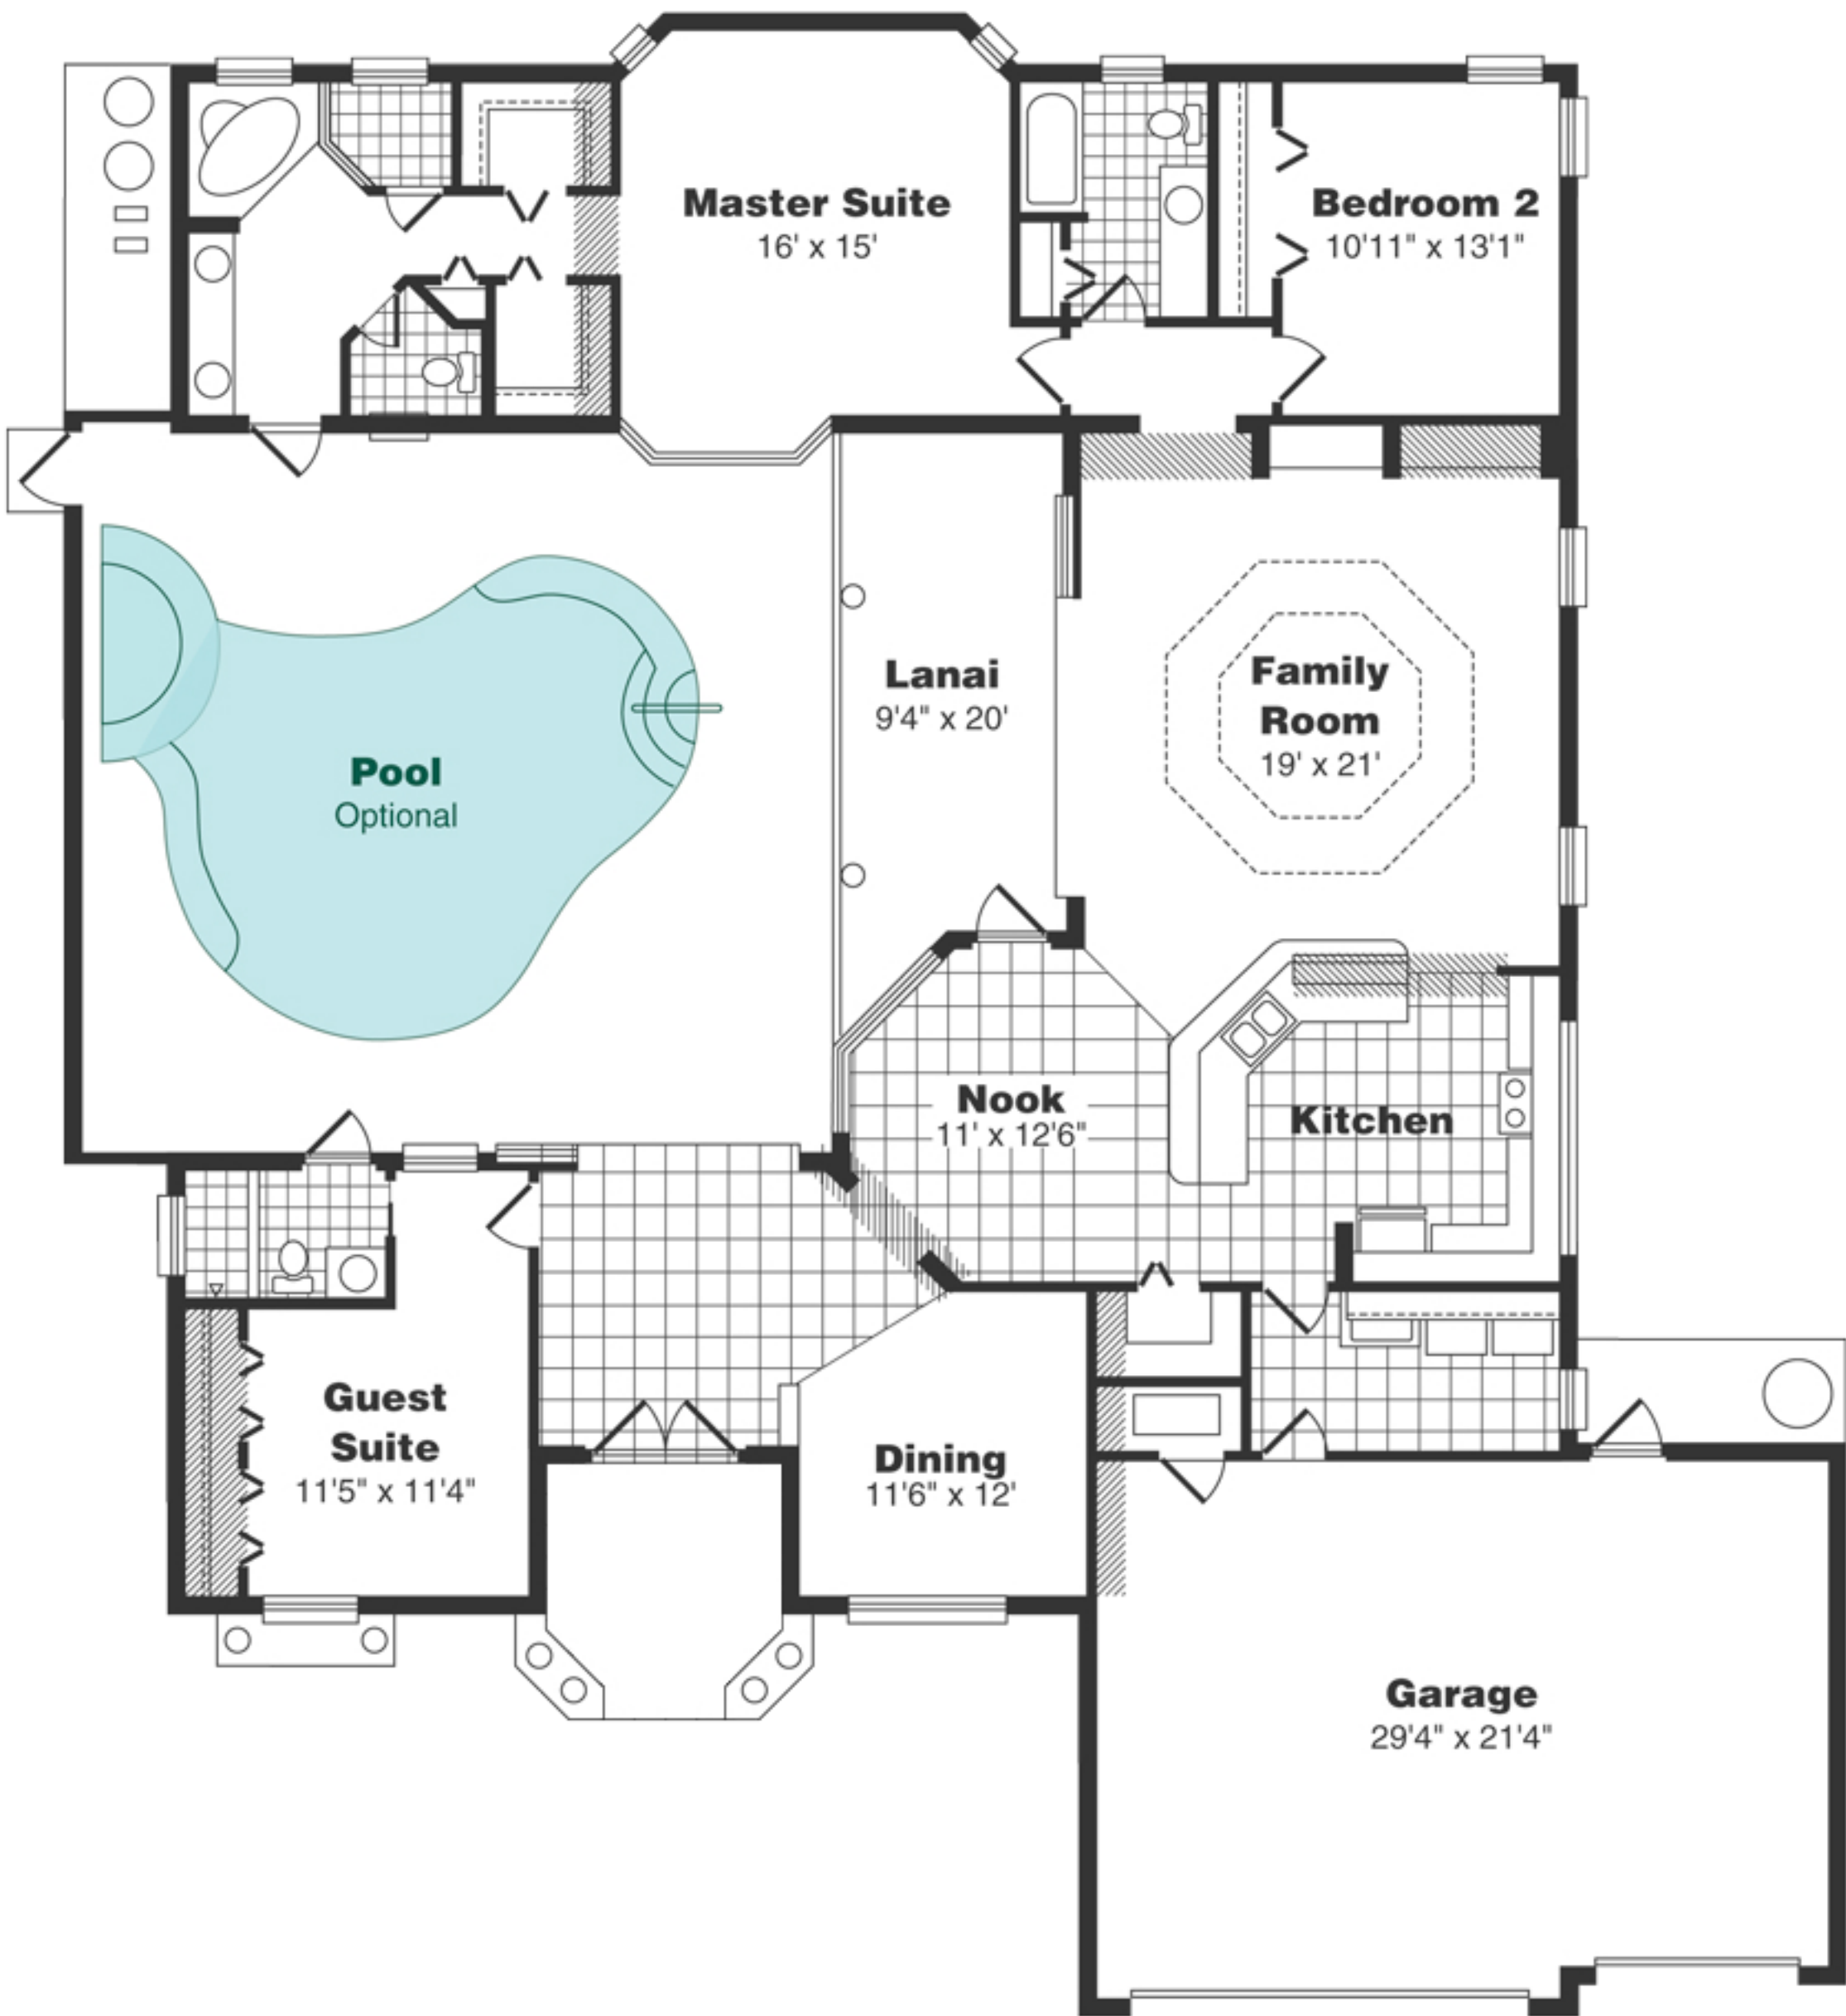 Master Suite
16' x 15'
Bedroom 2
10'11" x 13'1"
Lanai
9'4" x 20'
Family
Room
19' x 21'
Pool
Optional
Nook
11' x 12'6"
Kitchen
Guest
Suite
11'5" x 11'4"
Dining
11'6" x 12'
Garage
29'4" x 21'4"